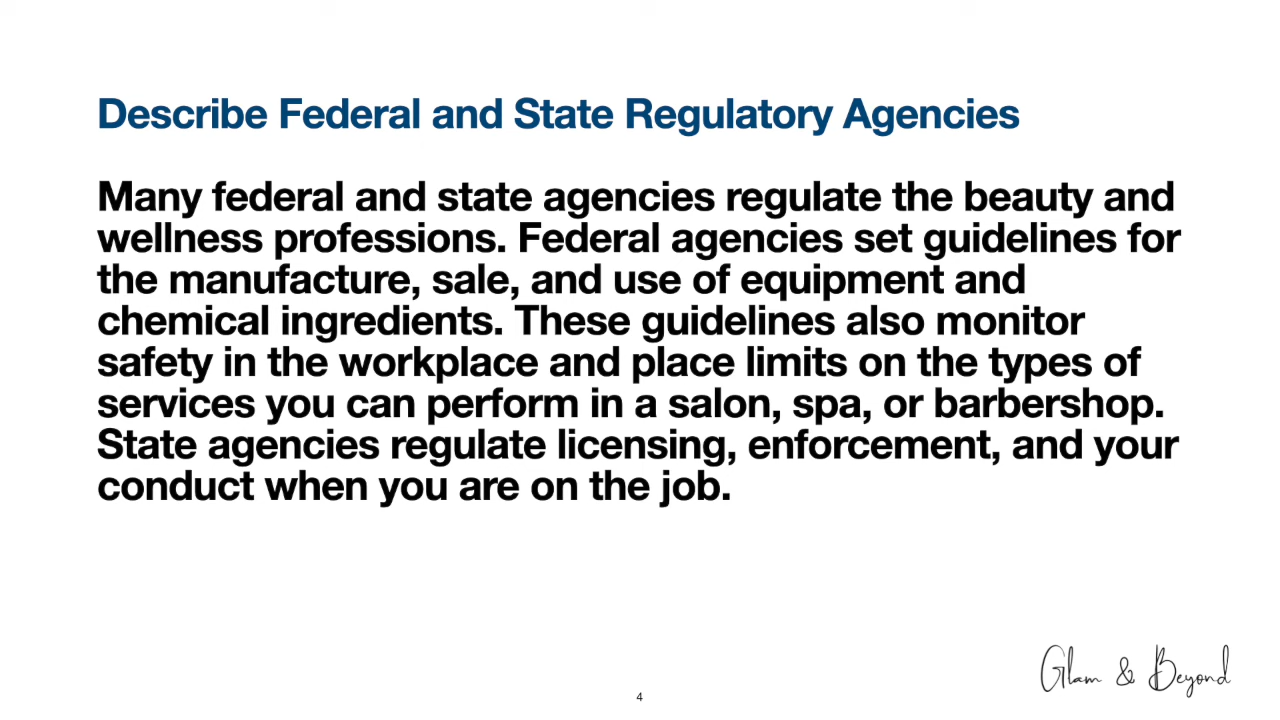 Describe Federal and State Regulatory Agencies
Many federal and state agencies regulate the beauty and
wellness professions. Federal agencies set guidelines for
the manufacture, sale, and use of equipment and
chemical ingredients. These guidelines also monitor
safety in the workplace and place limits on the types of
services you can perform in a salon, spa, or barbershop.
State agencies regulate licensing, enforcement, and your
conduct when you are on the job.
Glam & Beyond
4